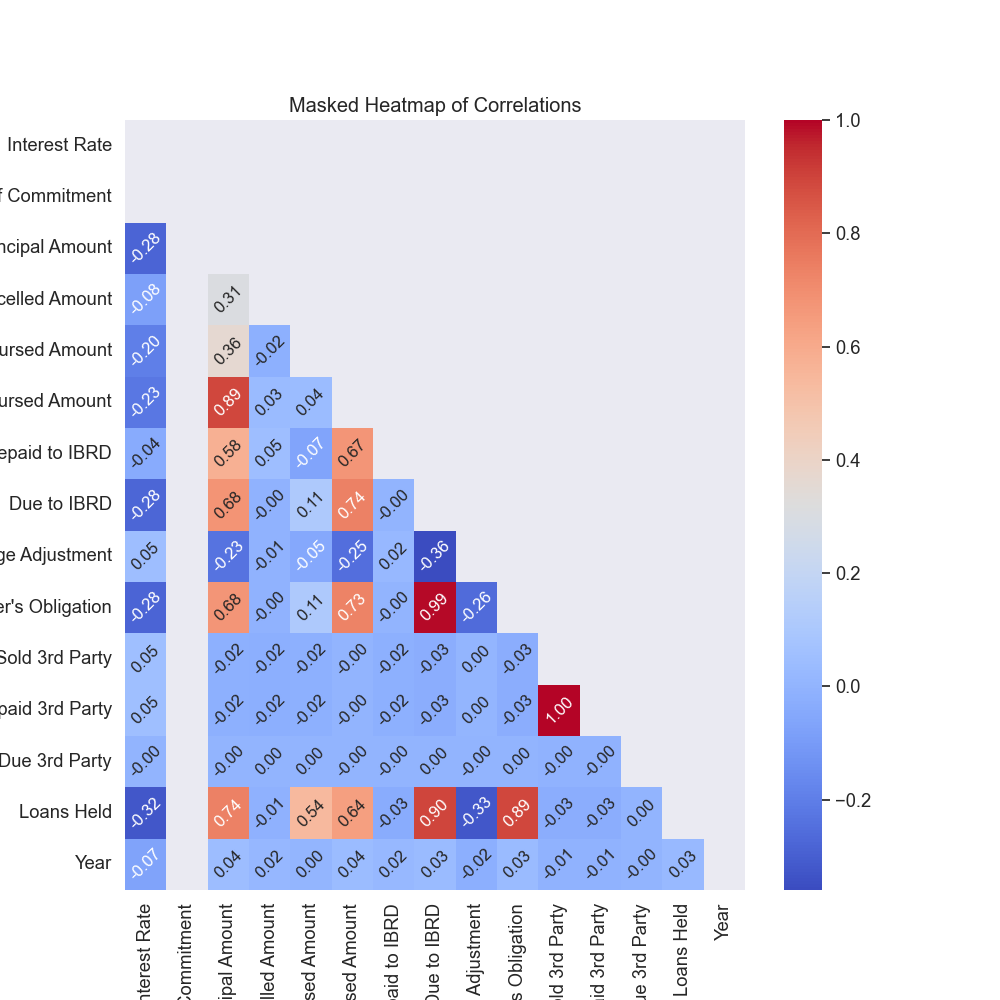 Masked Heatmap of Correlations
1.0
0.8
0.6
0.4
0.2
0.0
-0.2
Interest Rate
f Commitment
ncipal Amount -0.28
celled Amount -0.08 0.31
ursed Amount -0.20 0.36 -0.02
ursed Amount -0.23 0.89 0.03 0.04
epaid to IBRD -0.04 0.58 0.05 -0.07 0.67
Due to IBRD -0.28 0.68 -0.00 0.11 0.74 -0.00
ge Adjustment 0.05 -0.23 -0.01 -0.05 -0.25 0.02 -0.36
er's Obligation -0.28 0.68 -0.00 0.11 0.73 -0.00 0.99 -0.26
Sold 3rd Party 0.05 -0.02 -0.02 -0.02 -0.00 -0.02 -0.03 0.00 -0.03
paid 3rd Party 0.05 -0.02 -0.02 -0.02 -0.00 -0.02 -0.03 0.00 -0.03 1.00
Due 3rd Party -0.00 -0.00 0.00 0.00 -0.00 -0.00 0.00 -0.00 0.00 -0.00 -0.00
Loans Held -0.32 0.74 -0.01 0.54 0.64 -0.03 0.90 -0.33 0.89 -0.03 -0.03 0.00
Year -0.07 0.04 0.02 0.00 0.04 0.02 0.03 -0.02 0.03 -0.01 -0.01 -0.00 0.03
nterest Rate
Commitment
ipal Amount
lled Amount
sed Amount
sed Amount
aid to IBRD
Due to IBRD
Adjustment
s Obligation
old 3rd Party
aid 3rd Party
ue 3rd Party
Loans Held
Year